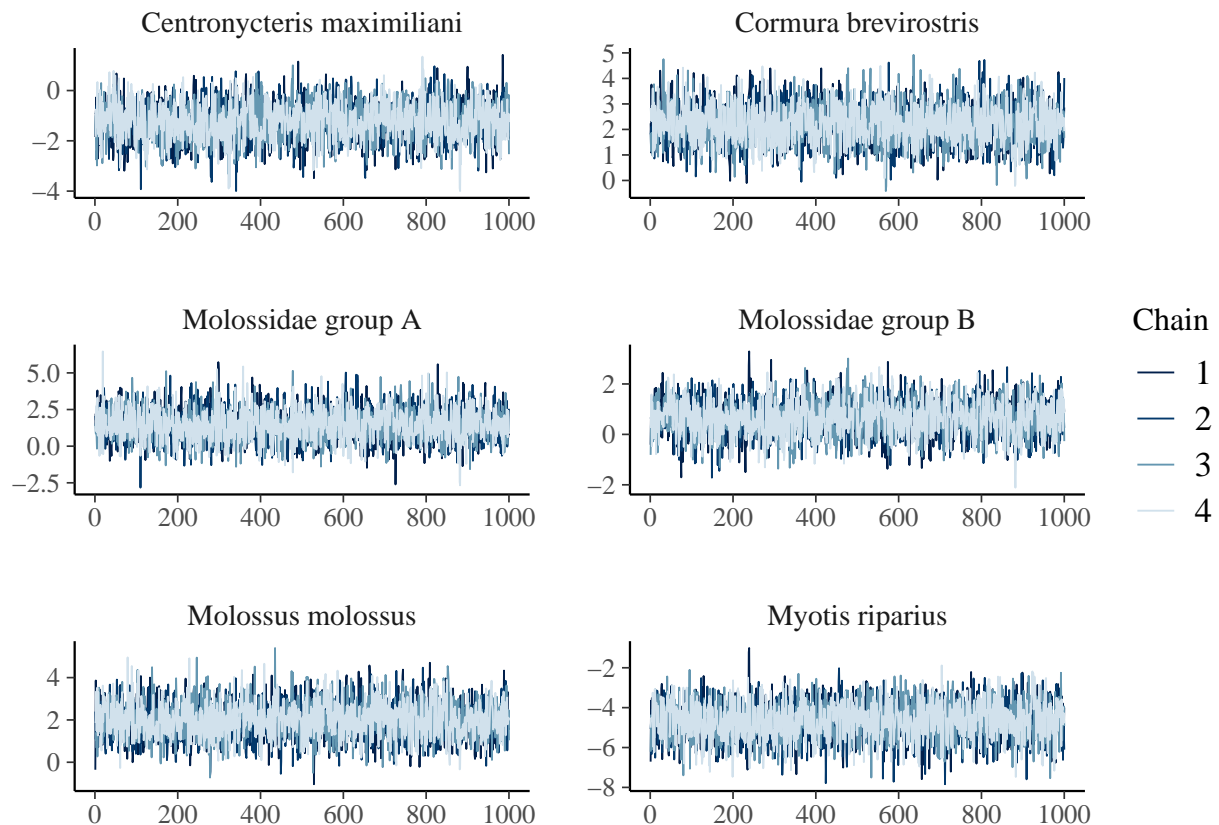 Centronycteris maximiliani
0
−2
−4
0 200 400 600 800 1000
Cormura brevirostris
5
4
3
2
1
0
0 200 400 600 800 1000
Molossidae group A
5.0
2.5
0.0
−2.5
0 200 400 600 800 1000
Molossidae group B
2
0
−2
0 200 400 600 800 1000
Chain
1
2
3
4
Molossus molossus
4
2
0
0 200 400 600 800 1000
Myotis riparius
−2
−4
−6
−8
0 200 400 600 800 1000